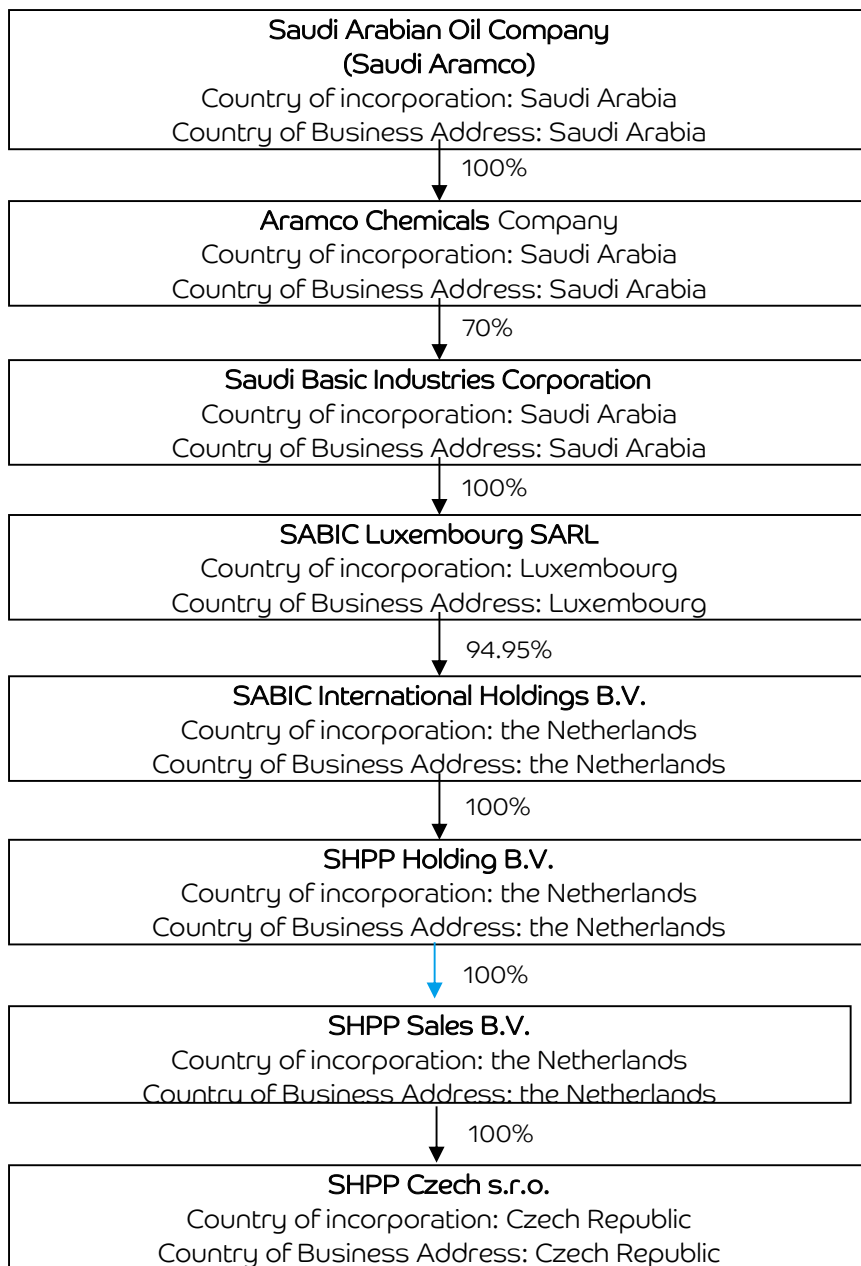 Saudi Arabian Oil Company
(Saudi Aramco)
Country of incorporation: Saudi Arabia
Country of Business Address: Saudi Arabia
100%
Aramco Chemicals Company
Country of incorporation: Saudi Arabia
Country of Business Address: Saudi Arabia
70%
Saudi Basic Industries Corporation
Country of incorporation: Saudi Arabia
Country of Business Address: Saudi Arabia
100%
SABIC Luxembourg SARL
Country of incorporation: Luxembourg
Country of Business Address: Luxembourg
94.95%
SABIC International Holdings B.V.
Country of incorporation: the Netherlands
Country of Business Address: the Netherlands
100%
SHPP Holding B.V.
Country of incorporation: the Netherlands
Country of Business Address: the Netherlands
100%
SHPP Sales B.V.
Country of incorporation: the Netherlands
Country of Business Address: the Netherlands
100%
SHPP Czech s.r.o.
Country of incorporation: Czech Republic
Country of Business Address: Czech Republic